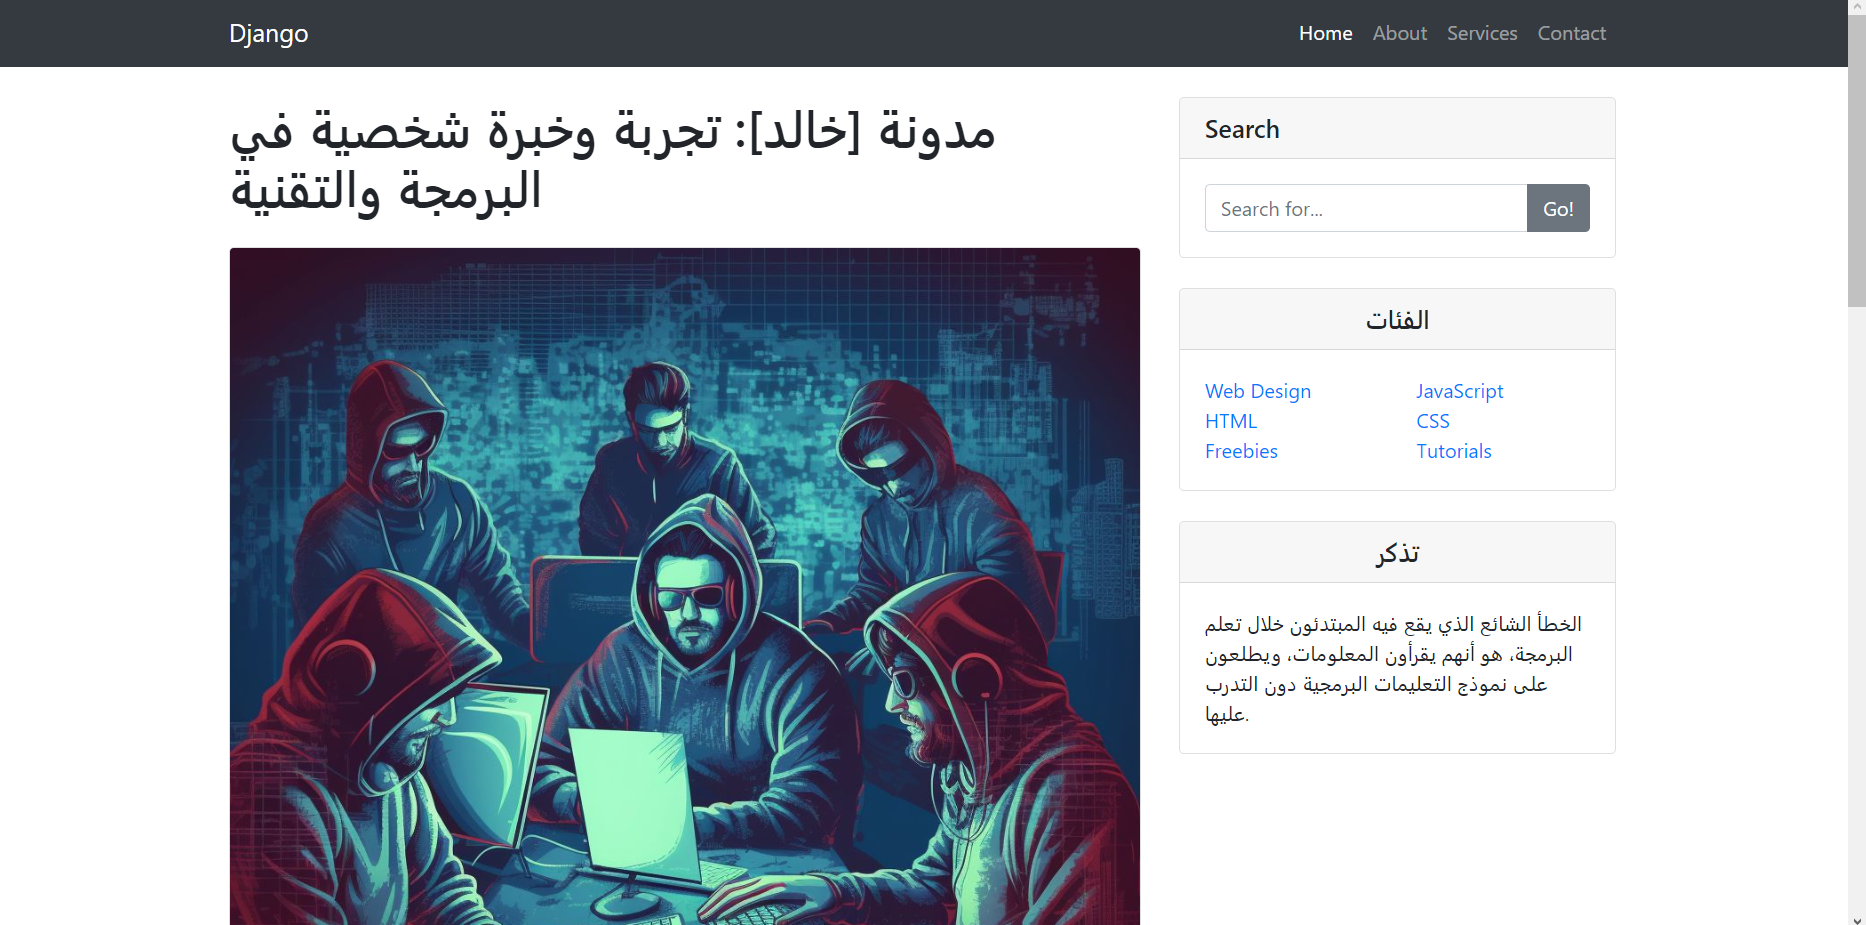 Django
Home About Services Contact
مدونة [خالد]: تجربة وخبرة شخصية في
البرمجة والتقنية
Search
Search for...
Go!
الفئات
Web Design
HTML
Freebies
JavaScript
CSS
Tutorials
تذكر
الخطأ الشائع الذي يقع فيه المبتدئون خلال تعلم
البرمجة، هو أنهم يقرأون المعلومات، ويطلعون
على نموذج التعليمات البرمجية دون التدرب
عليها.